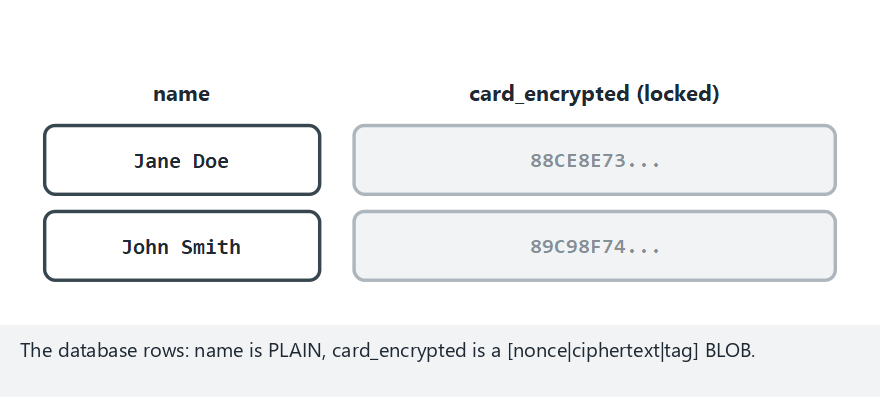 name card_encrypted (locked)
Jane Doe 88CE8E73...
John Smith 89C98F74...
The database rows: name is PLAIN, card_encrypted is a [nonce|ciphertext|tag] BLOB.